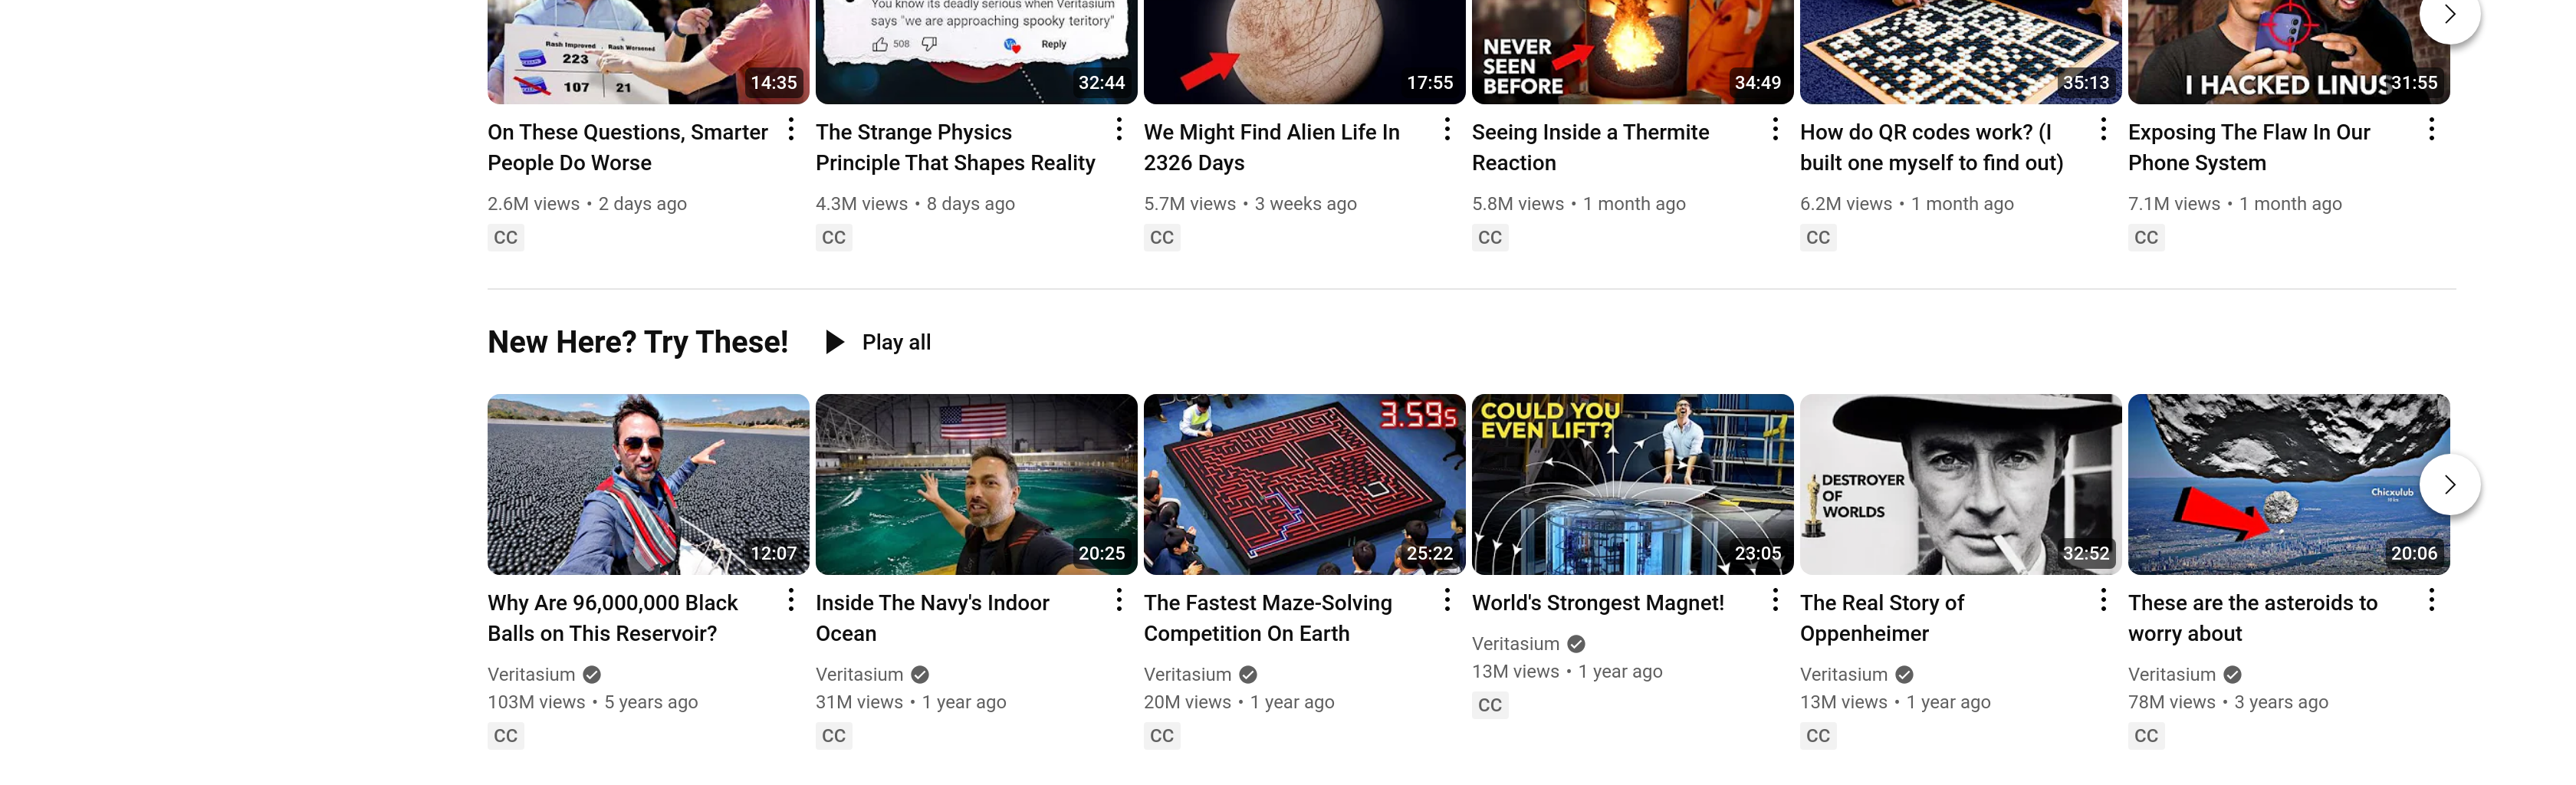 You know its deadly serious when Veritasium
says "we are approaching spooky teritory"
508
Reply
Rash Improved
Rash Worsened
223
107
21
14:35
32:44
17:55
NEVER
SEEN
BEFORE
34:49
35:13
I HACKED LINUS
31:55
On These Questions, Smarter
People Do Worse
2.6M views • 2 days ago
CC
The Strange Physics
Principle That Shapes Reality
4.3M views • 8 days ago
CC
We Might Find Alien Life In
2326 Days
5.7M views • 3 weeks ago
CC
Seeing Inside a Thermite
Reaction
5.8M views • 1 month ago
CC
How do QR codes work? (I
built one myself to find out)
6.2M views • 1 month ago
CC
Exposing The Flaw In Our
Phone System
7.1M views • 1 month ago
CC
New Here? Try These!
Play all
12:07
20:25
3.59s
25:22
COULD YOU
EVEN LIFT?
23:05
DESTROYER
OF
WORLDS
32:52
Chicxulub
20:06
Why Are 96,000,000 Black
Balls on This Reservoir?
Veritasium
103M views • 5 years ago
CC
Inside The Navy's Indoor
Ocean
Veritasium
31M views • 1 year ago
CC
The Fastest Maze-Solving
Competition On Earth
Veritasium
20M views • 1 year ago
CC
World's Strongest Magnet!
Veritasium
13M views • 1 year ago
CC
The Real Story of
Oppenheimer
Veritasium
13M views • 1 year ago
CC
These are the asteroids to
worry about
Veritasium
78M views • 3 years ago
CC